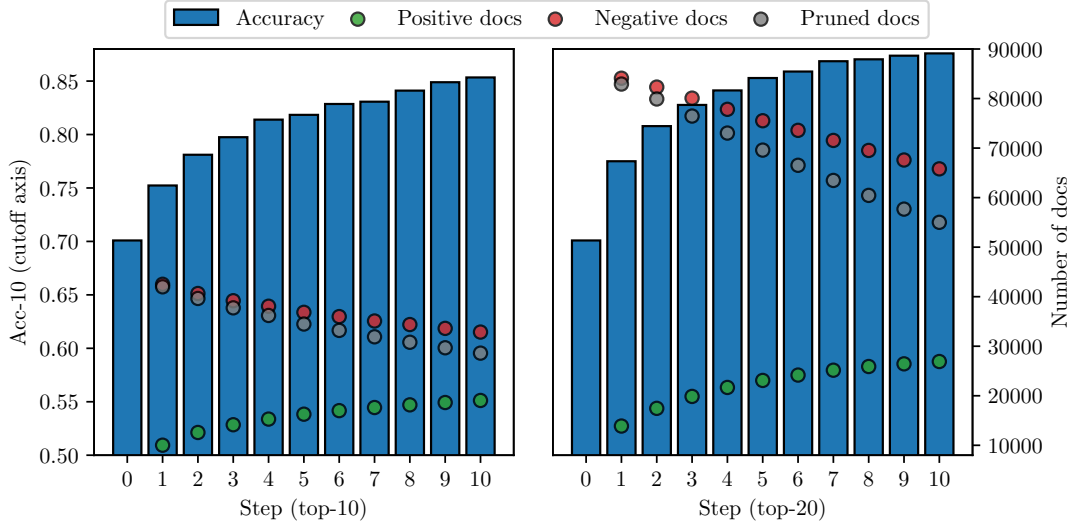 Accuracy Positive docs Negative docs Pruned docs
Acc-10 (cutoff axis)
0.85
0.80
0.75
0.70
0.65
0.60
0.55
0.50
0 1 2 3 4 5 6 7 8 9 10
Step (top-10)
0 1 2 3 4 5 6 7 8 9 10
Step (top-20)
90000
80000
70000
60000
50000
40000
30000
20000
10000
Number of docs